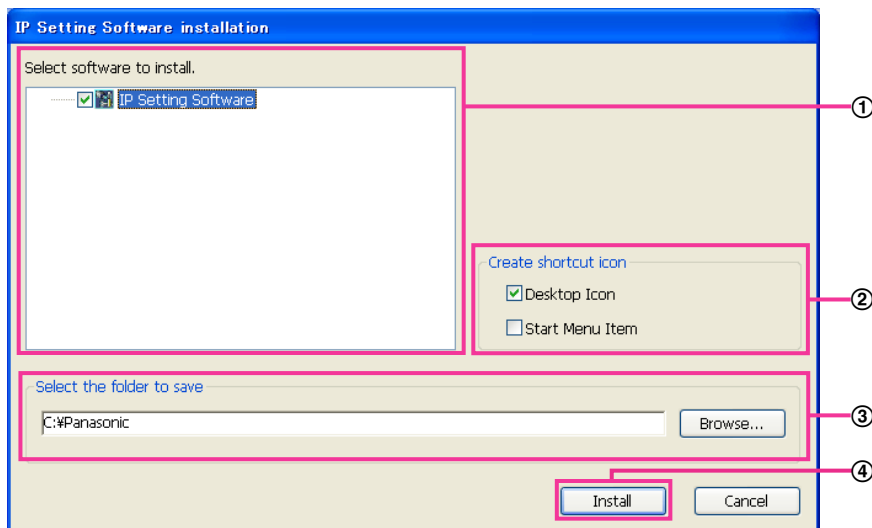 IP Setting Software installation
Select software to install.
IP Setting Software
①
Create shortcut icon
Desktop Icon
②
Start Menu Item
Select the folder to save
C:¥Panasonic
Browse...
③
④
Install
Cancel